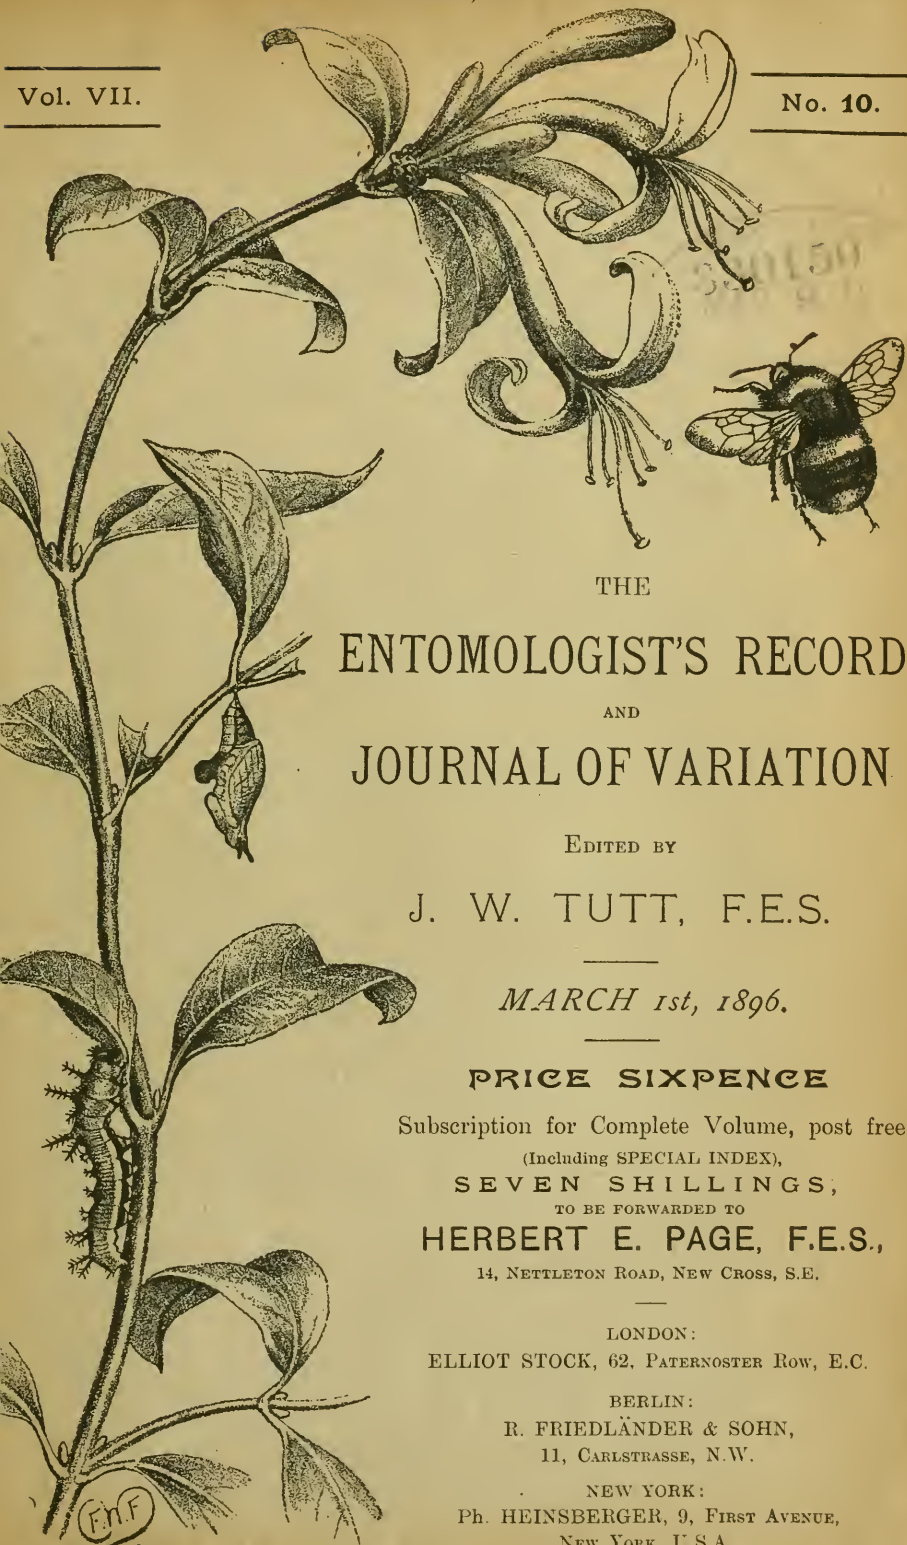 Vol. VII.
No. 10.
THE
ENTOMOLOGIST'S RECORD
AND
JOURNAL OF VARIATION
EDITED BY
J. W. TUTT, F.E.S.
MARCH 1st, 1896.
PRICE SIXPENCE
Subscription for Complete Volume, post free
(Including SPECIAL INDEX),
SEVEN SHILLINGS,
TO BE FORWARDED TO
HERBERT E. PAGE, F.E.S.,
14, NETTLETON ROAD, NEW CROSS, S.E.
LONDON:
ELLIOT STOCK, 62, PATERNOSTER ROW, E.C.
BERLIN:
R. FRIEDLÄNDER & SOHN,
11, CARLSTRASSE, N.W.
NEW YORK:
Ph. HEINSBERGER, 9, FIRST AVENUE,
NEW YORK, U.S.A.
F.N.F